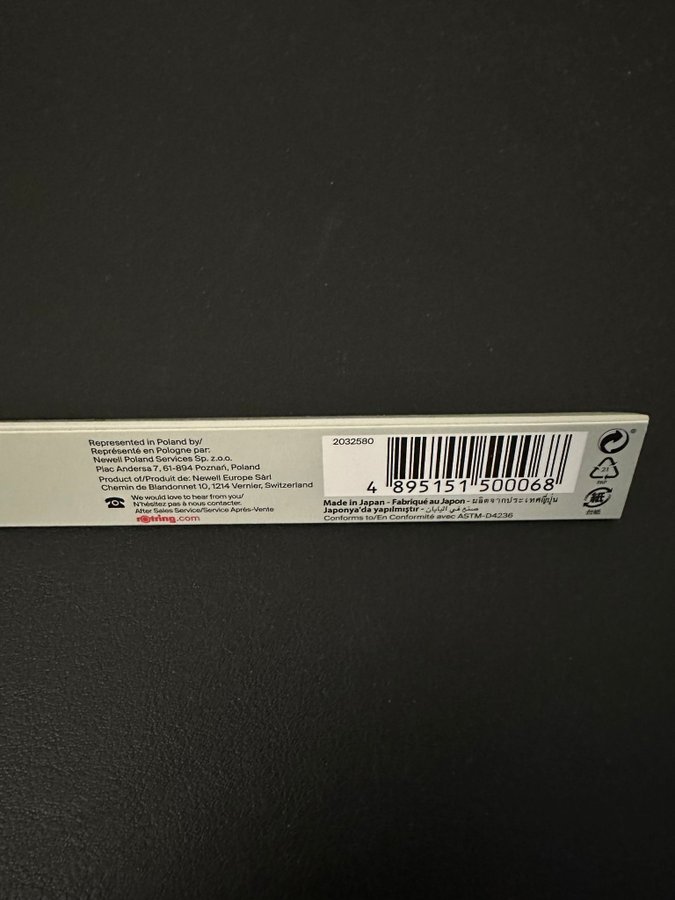 Represented in Poland by/
Représenté en Pologne par:
Newell Poland Services Sp. z.o.o.
Plac Andersa 7, 61-894 Poznań, Poland
Product of/Produit de: Newell Europe Sàrl
Chemin de Blandonnet 10, 1214 Vernier, Switzerland
We would love to hear from you/
N'hésitez pas à nous contacter.
After Sales Service/Service Après-Vente
rotring.com
2032580
4 895151 500068
Made in Japan - Fabriqué au Japon - ผลิตจากประเทศญี่ปุ่น
Japonya'da yapılmıştır - صنع في اليابان
Conforms to/En Conformité avec ASTM-D4236
21
PAP
紙